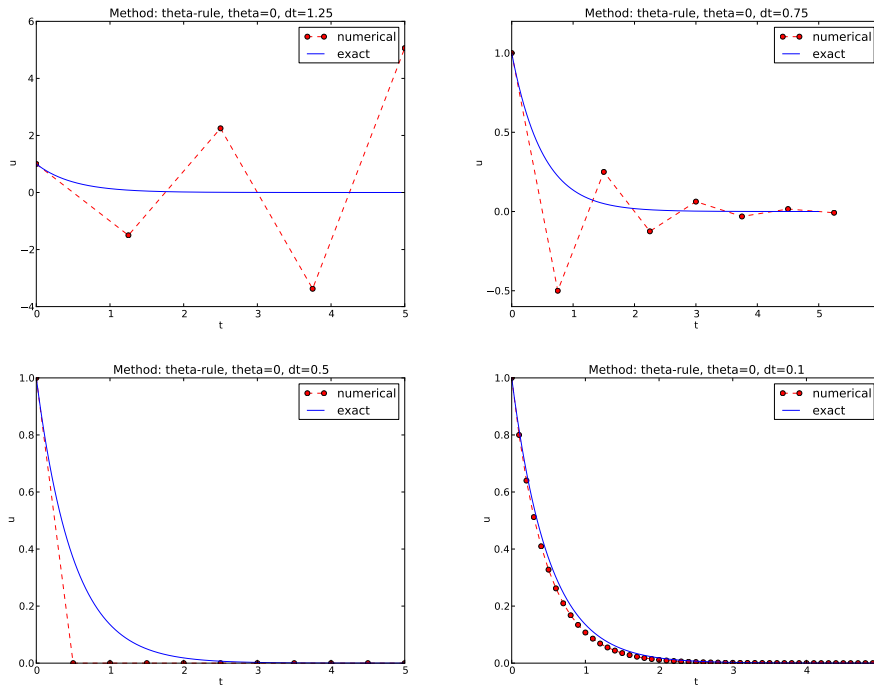 Method: theta-rule, theta=0, dt=1.25
6
4
2
0
−2
−4
u
numerical
exact
0 1 2 3 4 5
t
Method: theta-rule, theta=0, dt=0.75
1.0
0.5
0.0
−0.5
u
numerical
exact
0 1 2 3 4 5
t
Method: theta-rule, theta=0, dt=0.5
1.0
0.8
0.6
0.4
0.2
0.0
u
numerical
exact
0 1 2 3 4 5
t
Method: theta-rule, theta=0, dt=0.1
1.0
0.8
0.6
0.4
0.2
0.0
u
numerical
exact
0 1 2 3 4
t